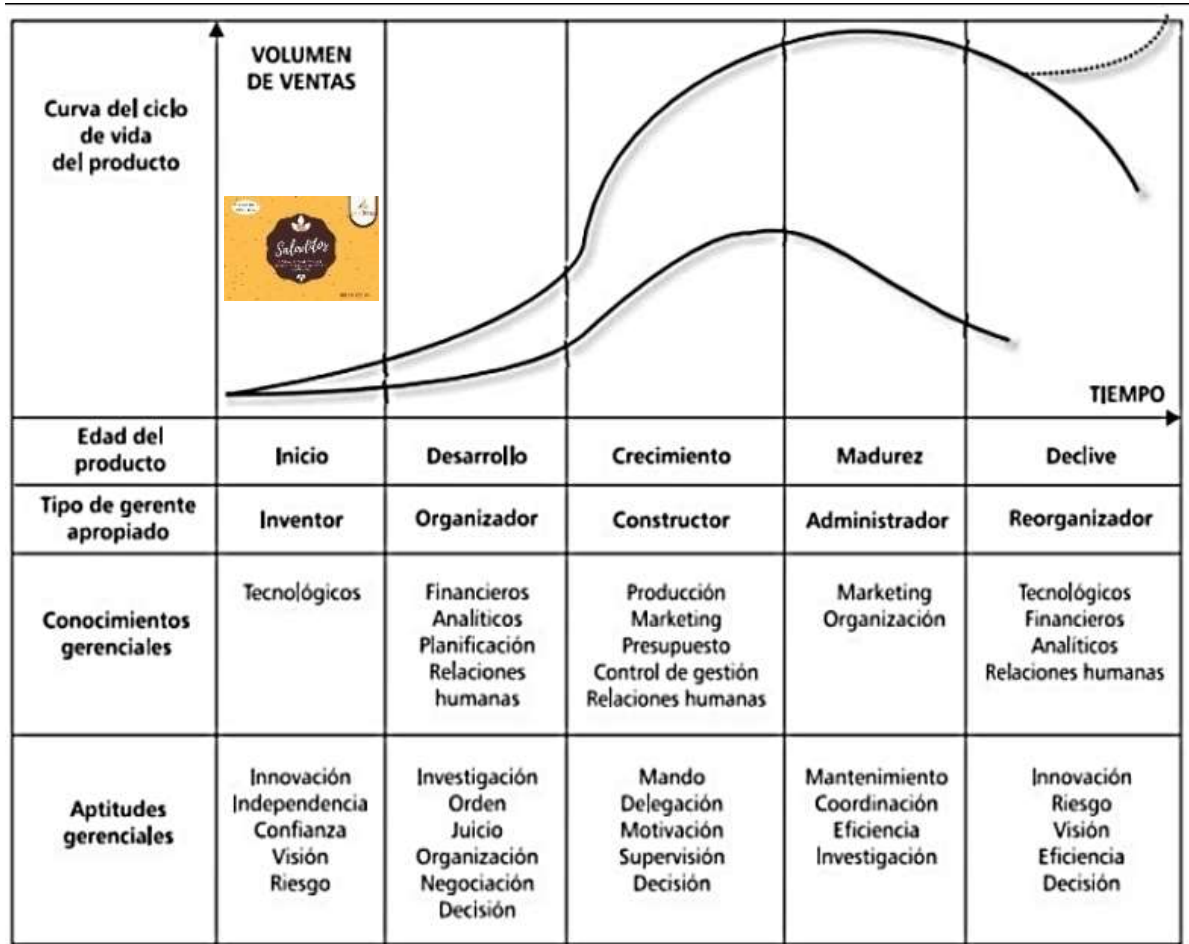 VOLUMEN
DE VENTAS
Curva del ciclo
de vida
del producto
Saladitos
TIEMPO
Edad del
producto
Inicio
Desarrollo
Crecimiento
Madurez
Declive
Tipo de gerente
apropiado
Inventor
Organizador
Constructor
Administrador
Reorganizador
Conocimientos
gerenciales
Tecnológicos
Financieros
Analíticos
Planificación
Relaciones
humanas
Producción
Marketing
Presupuesto
Control de gestión
Relaciones humanas
Marketing
Organización
Tecnológicos
Financieros
Analíticos
Relaciones humanas
Aptitudes
gerenciales
Innovación
Independencia
Confianza
Visión
Riesgo
Investigación
Orden
Juicio
Organización
Negociación
Decisión
Mando
Delegación
Motivación
Supervisión
Decisión
Mantenimiento
Coordinación
Eficiencia
Investigación
Innovación
Riesgo
Visión
Eficiencia
Decisión